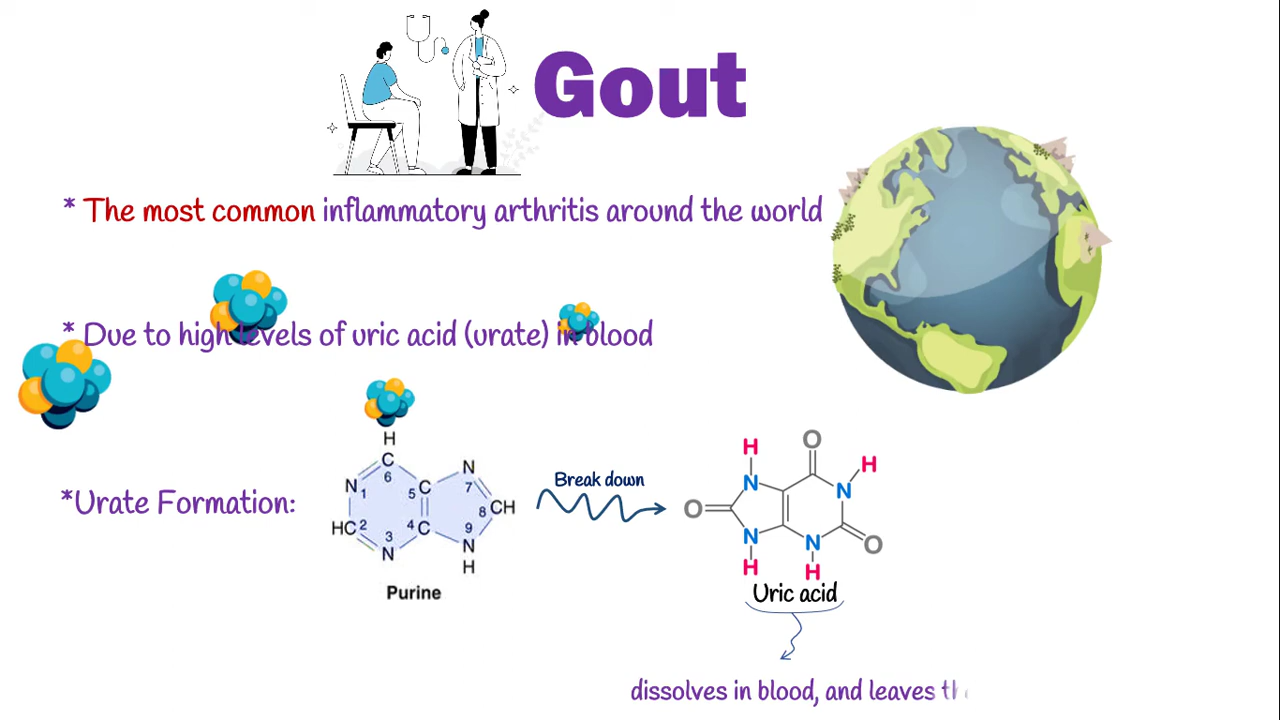 Gout
* The most common inflammatory arthritis around the world
* Due to high levels of uric acid (urate) in blood
*Urate Formation:
H
C
6
N
1
5
C
N
7
HC
2
4
C
8
CH
3
N
9
N
H
Purine
Break down
O
H
H
N
N
O
N
N
O
H
H
Uric acid
dissolves in blood, and leaves